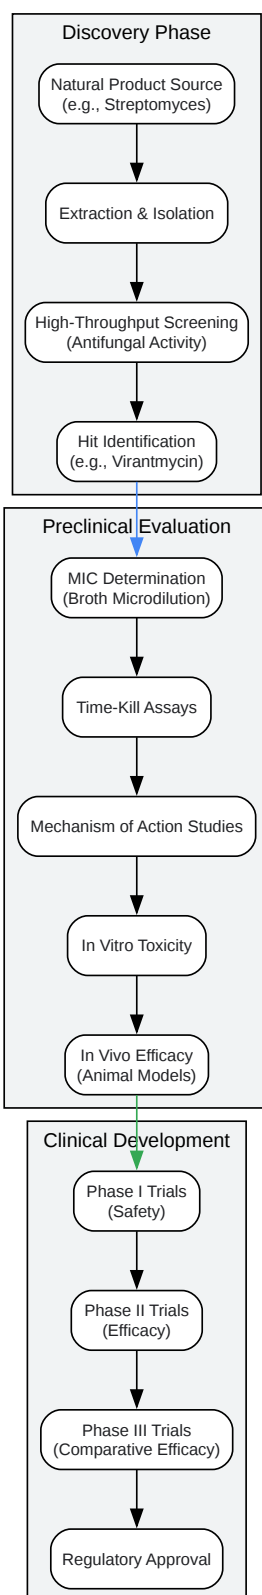 Discovery Phase
Natural Product Source
(e.g., Streptomyces)
Extraction & Isolation
High-Throughput Screening
(Antifungal Activity)
Hit Identification
(e.g., Virantmycin)
Preclinical Evaluation
MIC Determination
(Broth Microdilution)
Time-Kill Assays
Mechanism of Action Studies
In Vitro Toxicity
In Vivo Efficacy
(Animal Models)
Clinical Development
Phase I Trials
(Safety)
Phase II Trials
(Efficacy)
Phase III Trials
(Comparative Efficacy)
Regulatory Approval